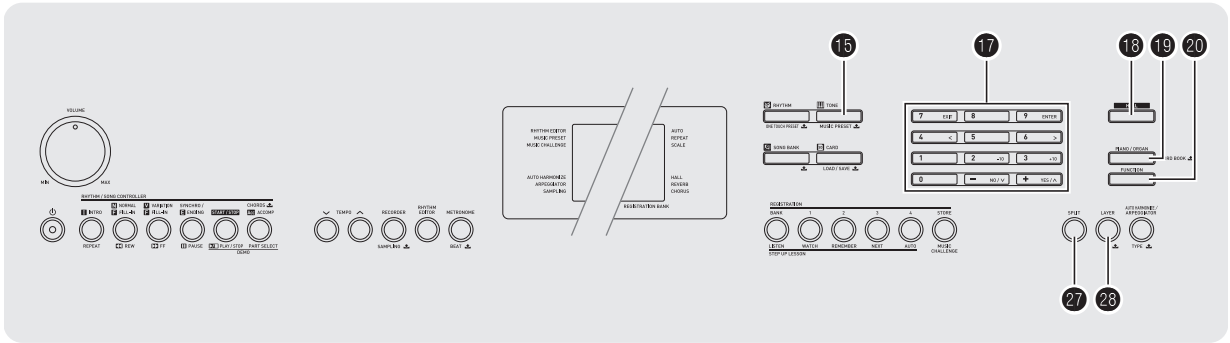 15
17
18
19
20
VOLUME
MIN
MAX
RHYTHM EDITOR
MUSIC PRESET
MUSIC CHALLENGE
AUTO HARMONIZE
ARPEGGIATOR
SAMPLING
AUTO
REPEAT
SCALE
HALL
REVERB
CHORUS
REGISTRATION BANK
RHYTHM
TONE
ONE TOUCH PRESET
MUSIC PRESET
SONG BANK
CARD
LOAD / SAVE
7 EXIT
8
9 ENTER
4 <
5
6 >
1
2 -10
3 +10
0
- NO / ∨
+ YES / ∧
PIANO / ORGAN
FUNCTION
RHYTHM / SONG CONTROLLER
INTRO
REPEAT
N NORMAL
F FILL-IN
REW
V VARIATION
F FILL-IN
FF
SYNCHRO /
E ENDING
PAUSE
START / STOP
PLAY / STOP
CHORDS
ACCOMP
PART SELECT
DEMO
TEMPO
RECORDER
SAMPLING
RHYTHM
EDITOR
METRONOME
BEAT
REGISTRATION
BANK 1 2 3 4 STORE
LISTEN WATCH REMEMBER NEXT AUTO
STEP UP LESSON
MUSIC
CHALLENGE
SPLIT
LAYER
AUTO HARMONIZE /
ARPEGGIATOR
TYPE
27
28